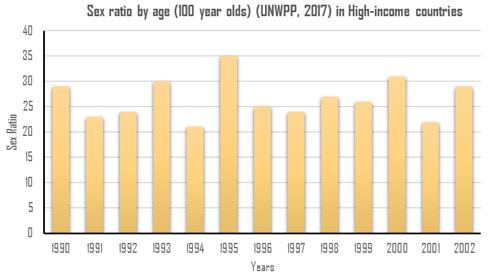 Sex ratio by age (100 year olds) (UNWPP, 2017) in High-income countries
40
35
30
25
20
15
10
5
0
Sex Ratio
1990 1991 1992 1993 1994 1995 1996 1997 1998 1999 2000 2001 2002
Years